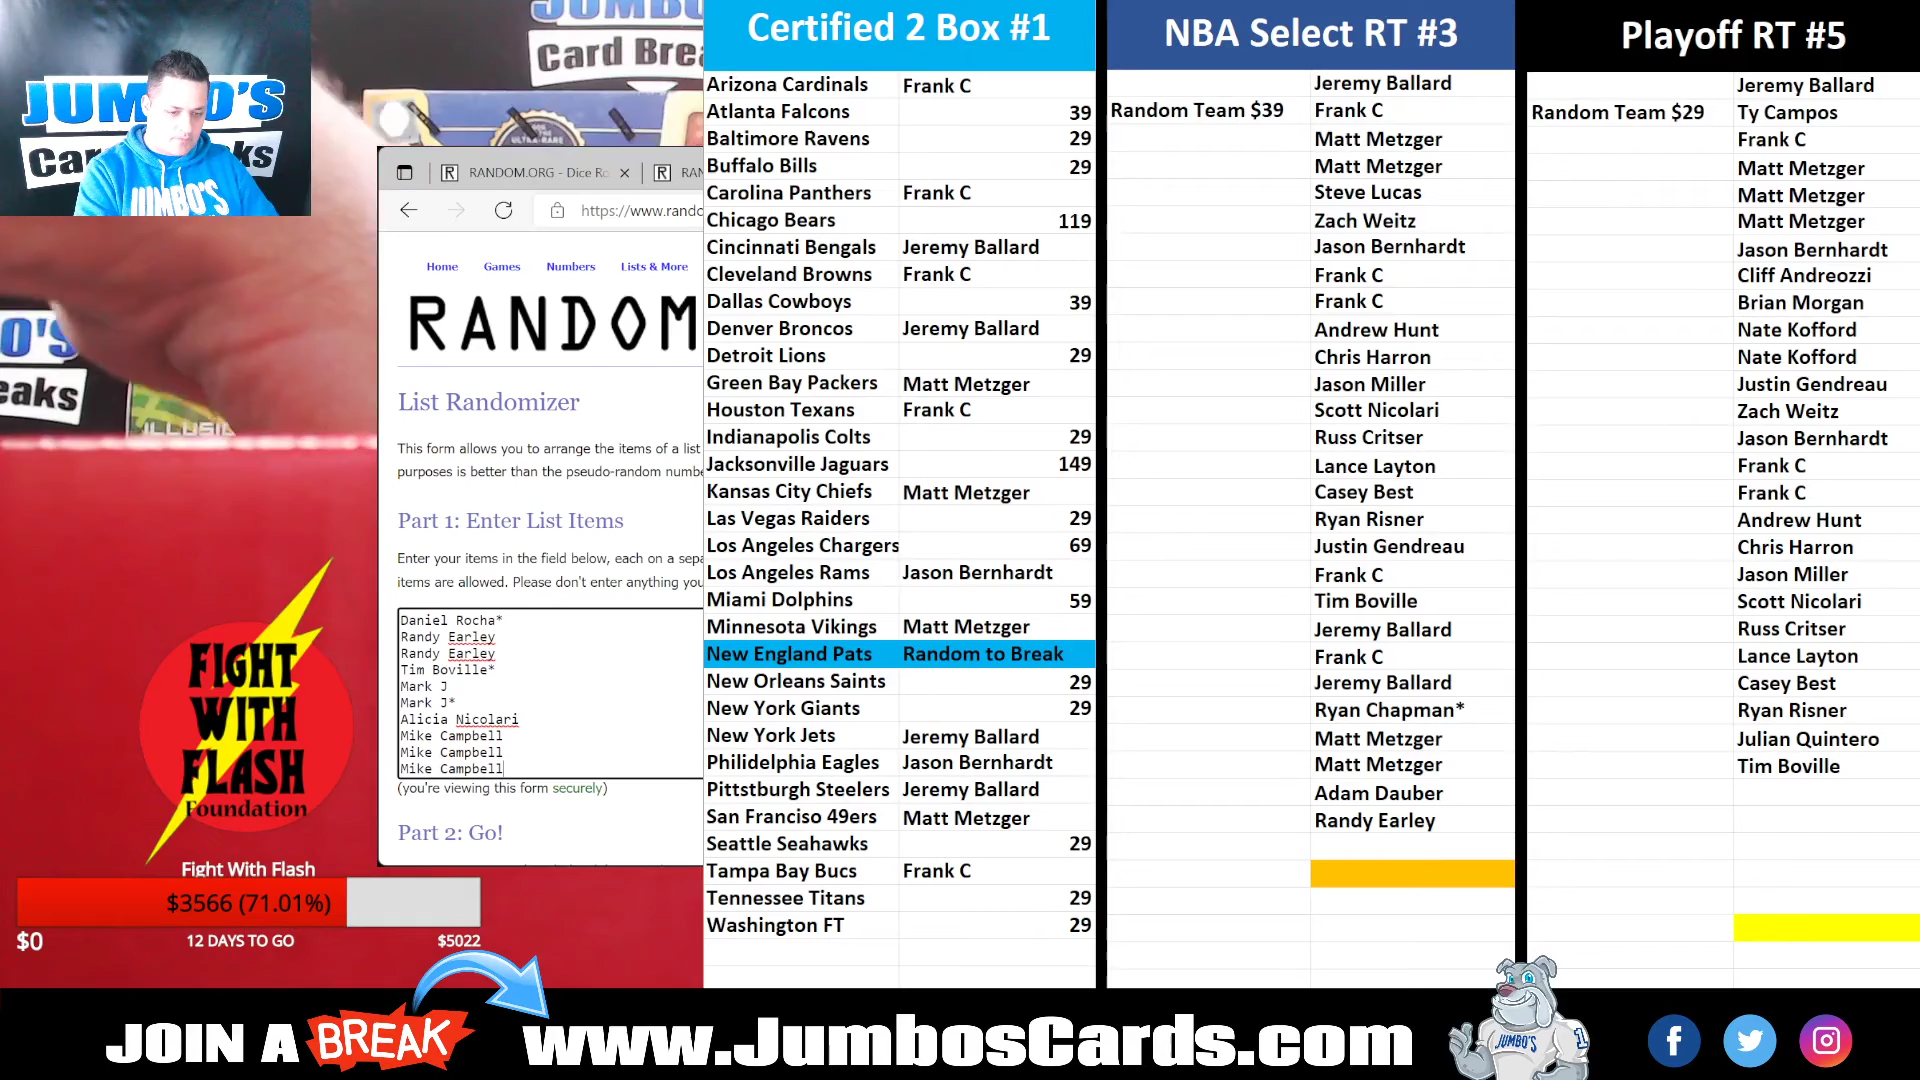 JUMBO'S
Card Breaks
JUMBO'S
JUMBO'S
Card Brea
RANDOM.ORG - Dice Ro
RAN
https://www.rando
Home
Games
Numbers
Lists & More
RANDOM
List Randomizer
This form allows you to arrange the items of a list
purposes is better than the pseudo-random numbe
Part 1: Enter List Items
Enter your items in the field below, each on a sepa
items are allowed. Please don't enter anything you
Daniel Rocha*
Randy Earley
Randy Earley
Tim Boville*
Mark J
Mark J*
Alicia Nicolari
Mike Campbell
Mike Campbell
Mike Campbell
(you're viewing this form securely)
Part 2: Go!
O'S
eaks
ILLUSIO
FIGHT
WITH
FLASH
Foundation
Fight With Flash
$3566 (71.01%)
$0
12 DAYS TO GO
$5022
Certified 2 Box #1
Arizona Cardinals Frank C
Atlanta Falcons 39
Baltimore Ravens 29
Buffalo Bills 29
Carolina Panthers Frank C
Chicago Bears 119
Cincinnati Bengals Jeremy Ballard
Cleveland Browns Frank C
Dallas Cowboys 39
Denver Broncos Jeremy Ballard
Detroit Lions 29
Green Bay Packers Matt Metzger
Houston Texans Frank C
Indianapolis Colts 29
Jacksonville Jaguars 149
Kansas City Chiefs Matt Metzger
Las Vegas Raiders 29
Los Angeles Chargers 69
Los Angeles Rams Jason Bernhardt
Miami Dolphins 59
Minnesota Vikings Matt Metzger
New England Pats Random to Break
New Orleans Saints 29
New York Giants 29
New York Jets Jeremy Ballard
Philidelphia Eagles Jason Bernhardt
Pittstburgh Steelers Jeremy Ballard
San Franciso 49ers Matt Metzger
Seattle Seahawks 29
Tampa Bay Bucs Frank C
Tennessee Titans 29
Washington FT 29
NBA Select RT #3
Jeremy Ballard
Random Team $39 Frank C
Matt Metzger
Matt Metzger
Steve Lucas
Zach Weitz
Jason Bernhardt
Frank C
Frank C
Andrew Hunt
Chris Harron
Jason Miller
Scott Nicolari
Russ Critser
Lance Layton
Casey Best
Ryan Risner
Justin Gendreau
Frank C
Tim Boville
Jeremy Ballard
Frank C
Jeremy Ballard
Ryan Chapman*
Matt Metzger
Matt Metzger
Adam Dauber
Randy Earley
Playoff RT #5
Jeremy Ballard
Random Team $29 Ty Campos
Frank C
Matt Metzger
Matt Metzger
Matt Metzger
Jason Bernhardt
Cliff Andreozzi
Brian Morgan
Nate Kofford
Nate Kofford
Justin Gendreau
Zach Weitz
Jason Bernhardt
Frank C
Frank C
Andrew Hunt
Chris Harron
Jason Miller
Scott Nicolari
Russ Critser
Lance Layton
Casey Best
Ryan Risner
Julian Quintero
Tim Boville
JOIN A BREAK
www.JumbosCards.com
JUMBO'S
1